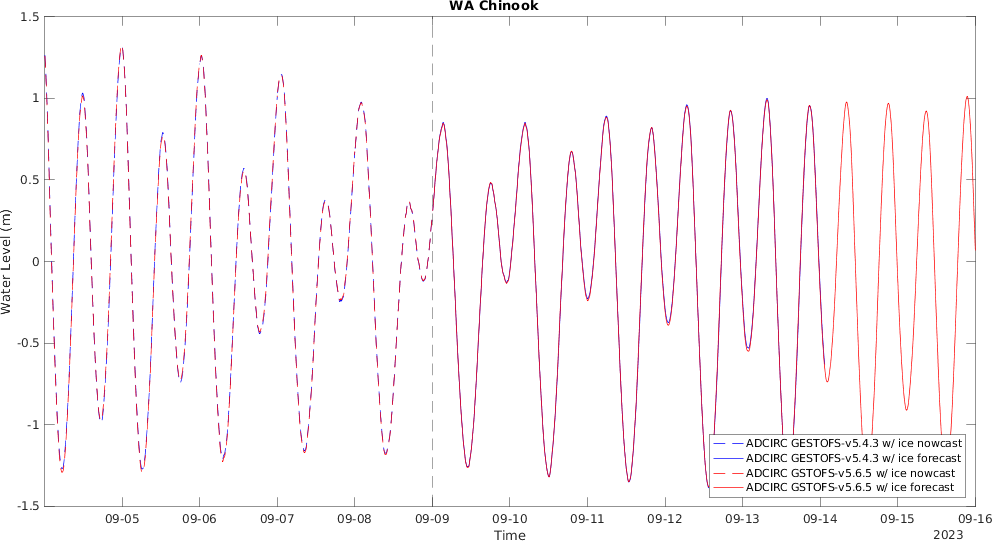 WA Chinook
1.5
1
0.5
0
-0.5
-1
-1.5
Water Level (m)
ADCIRC GESTOFS-v5.4.3 w/ ice nowcast
ADCIRC GESTOFS-v5.4.3 w/ ice forecast
ADCIRC GSTOFS-v5.6.5 w/ ice nowcast
ADCIRC GSTOFS-v5.6.5 w/ ice forecast
09-05 09-06 09-07 09-08 09-09 09-10 09-11 09-12 09-13 09-14 09-15 09-16
Time
2023